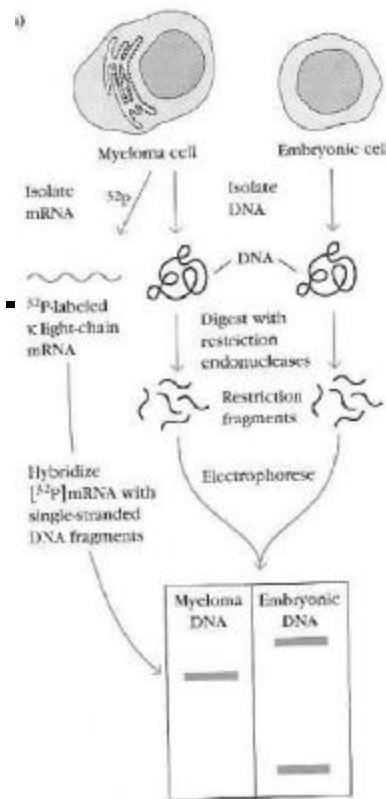 a)
Myeloma cell
Embryonic cell
Isolate
mRNA
32p
Isolate
DNA
DNA
³²P-labeled
κ light-chain
mRNA
Digest with
restriction
endonucleases
Restriction
fragments
Hybridize
[³²P]mRNA with
single-stranded
DNA fragments
Electrophorese
Myeloma
DNA
Embryonic
DNA